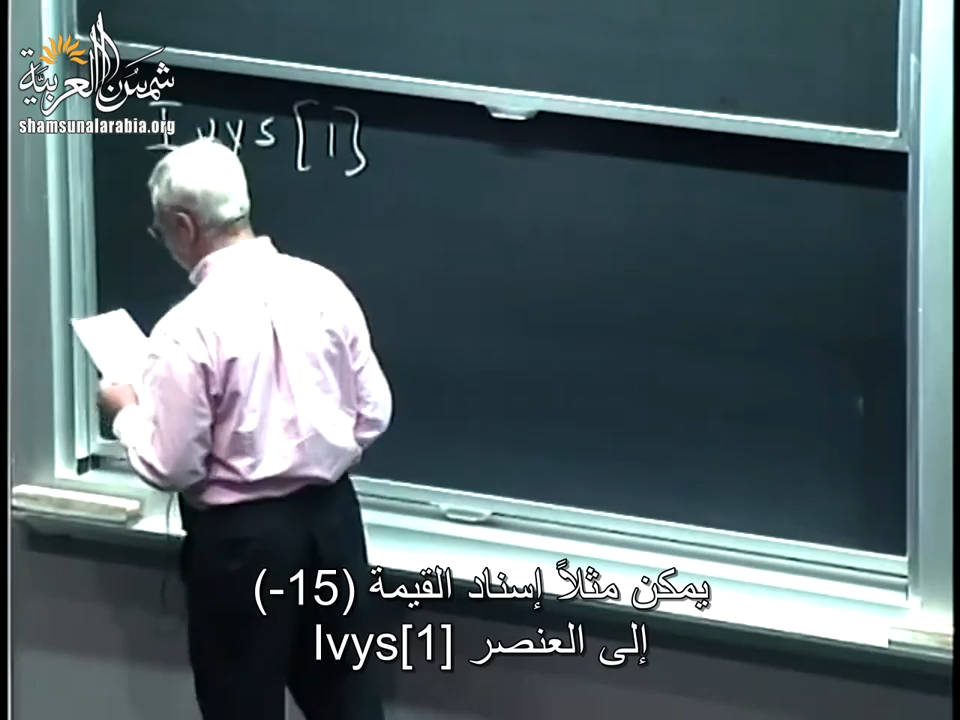 شمس العربية
shamsunalarabia.org
Ivys[1]
يمكن مثلاً إسناد القيمة (15-)
إلى العنصر Ivys[1]